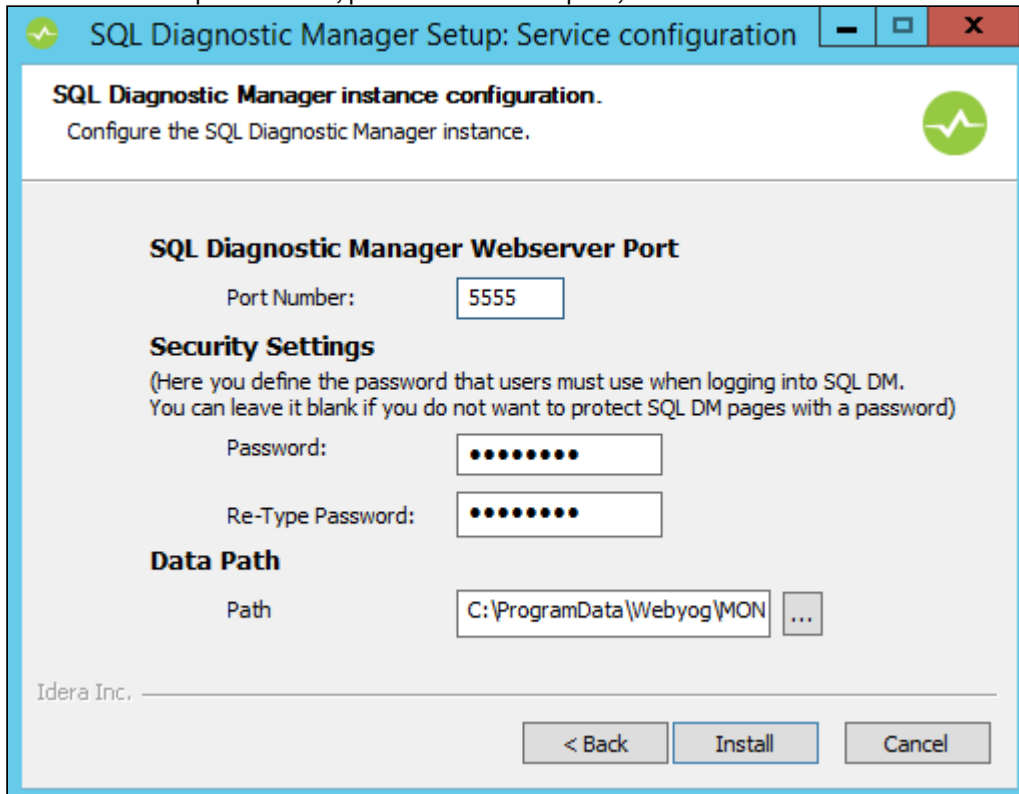 SQL Diagnostic Manager Setup: Service configuration
SQL Diagnostic Manager instance configuration.
Configure the SQL Diagnostic Manager instance.
SQL Diagnostic Manager Webserver Port
Port Number: 5555
Security Settings
(Here you define the password that users must use when logging into SQL DM.
You can leave it blank if you do not want to protect SQL DM pages with a password)
Password: ●●●●●●●●
Re-Type Password: ●●●●●●●●
Data Path
Path C:\ProgramData\Webyog\MON ...
Idera Inc.
< Back Install Cancel